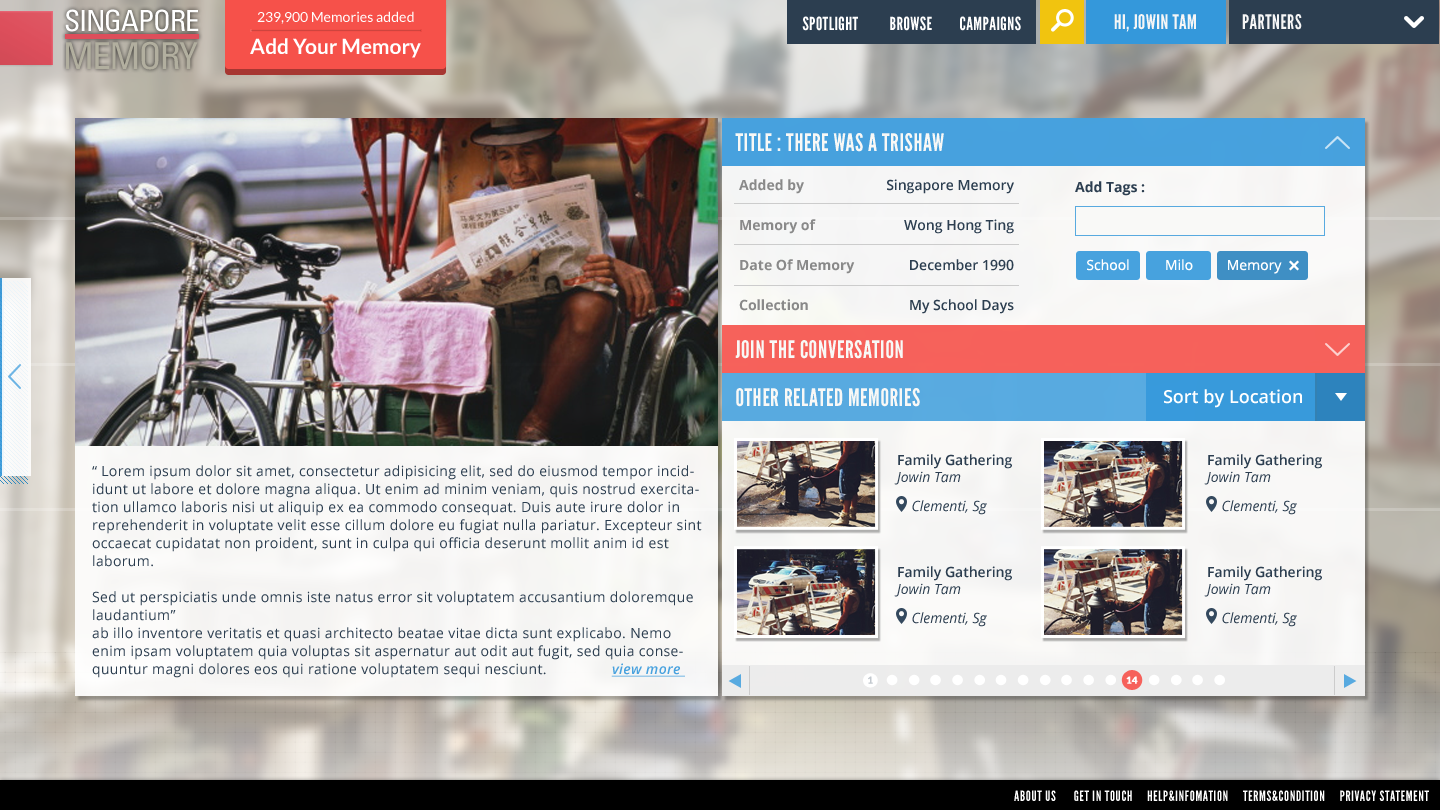 SINGAPORE
MEMORY
239,900 Memories added
Add Your Memory
SPOTLIGHT
BROWSE
CAMPAIGNS
HI, JOWIN TAM
PARTNERS
联合早报
TITLE : THERE WAS A TRISHAW
Added by
Singapore Memory
Memory of
Wong Hong Ting
Date Of Memory
December 1990
Collection
My School Days
Add Tags :
School
Milo
Memory
JOIN THE CONVERSATION
OTHER RELATED MEMORIES
Sort by Location
Family Gathering
Jowin Tam
Clementi, Sg
Family Gathering
Jowin Tam
Clementi, Sg
Family Gathering
Jowin Tam
Clementi, Sg
Family Gathering
Jowin Tam
Clementi, Sg
1
14
“ Lorem ipsum dolor sit amet, consectetur adipisicing elit, sed do eiusmod tempor incid-
idunt ut labore et dolore magna aliqua. Ut enim ad minim veniam, quis nostrud exercita-
tion ullamco laboris nisi ut aliquip ex ea commodo consequat. Duis aute irure dolor in
reprehenderit in voluptate velit esse cillum dolore eu fugiat nulla pariatur. Excepteur sint
occaecat cupidatat non proident, sunt in culpa qui officia deserunt mollit anim id est
laborum.
Sed ut perspiciatis unde omnis iste natus error sit voluptatem accusantium doloremque
laudantium”
ab illo inventore veritatis et quasi architecto beatae vitae dicta sunt explicabo. Nemo
enim ipsam voluptatem quia voluptas sit aspernatur aut odit aut fugit, sed quia conse-
quuntur magni dolores eos qui ratione voluptatem sequi nesciunt.
view more
ABOUT US
GET IN TOUCH
HELP&INFOMATION
TERMS&CONDITION
PRIVACY STATEMENT